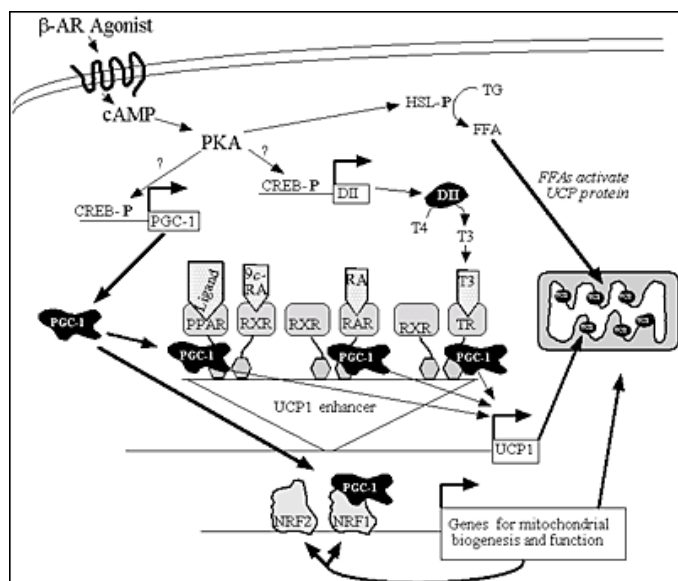 β-AR Agonist
cAMP
PKA
HSL-P
TG
FFA
?
?
CREB-P
DII
DII
FFAs activate
UCP protein
CREB-P
PGC-1
T4
T3
Ligand
9c-
RA
RA
T3
PGC-1
PPAR
RXR
RXR
RAR
RXR
TR
PGC-1
PGC-1
PGC-1
UCP1 enhancer
UCP1
PGC-1
NRF2
NRF1
Genes for mitochondrial
biogenesis and function